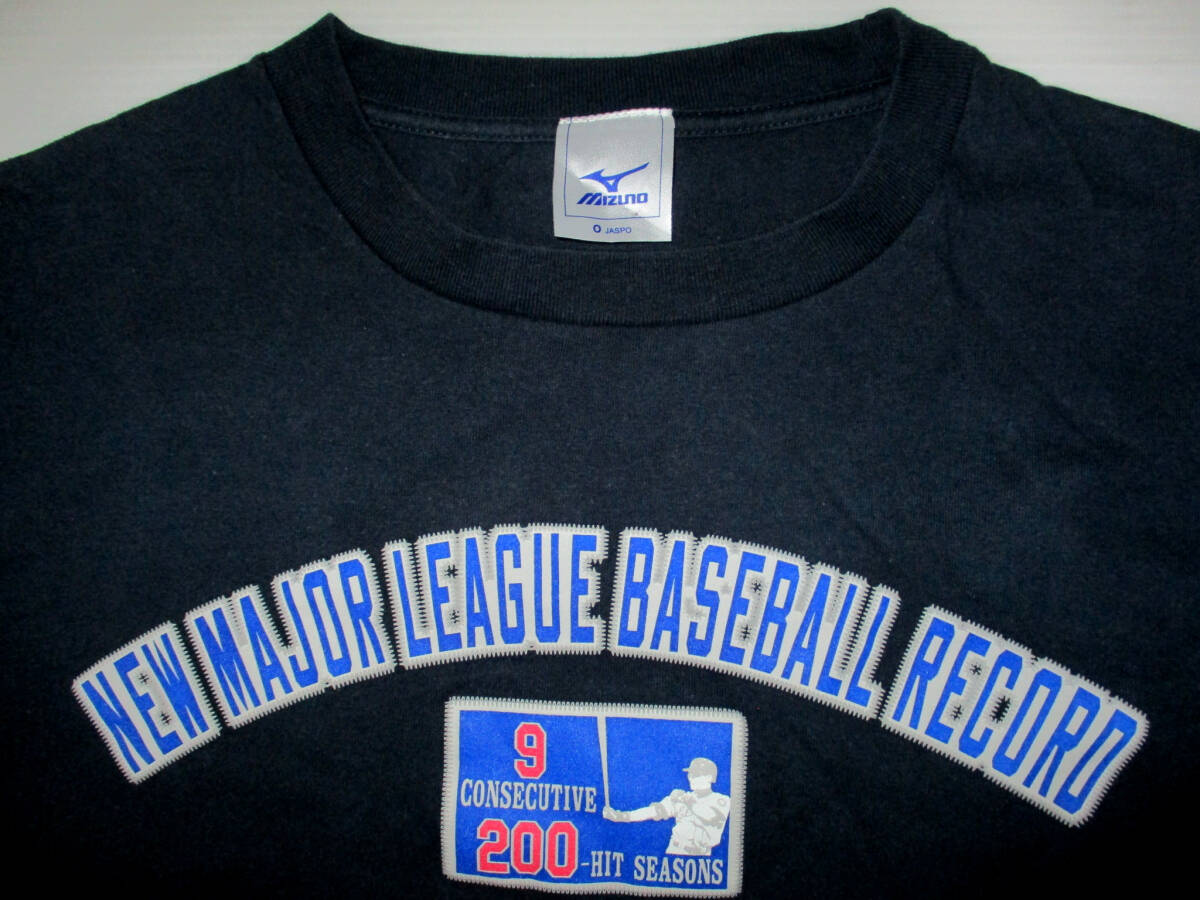 MIZUNO
O JASPO
NEW MAJOR LEAGUE BASEBALL RECORD
9
CONSECUTIVE
200-HIT SEASONS